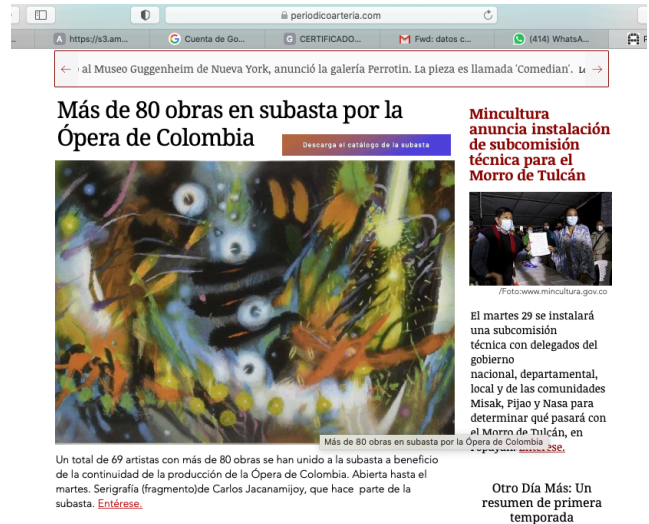 periodicoarteria.com
https://s3.am...
Cuenta de Go...
CERTIFICADO...
Fwd: datos c...
(414) WhatsA...
al Museo Guggenheim de Nueva York, anunció la galería Perrotin. La pieza es llamada 'Comedian'.
Más de 80 obras en subasta por la
Ópera de Colombia
Descarga el catálogo de la subasta
Más de 80 obras en subasta por la Ópera de Colombia
Un total de 69 artistas con más de 80 obras se han unido a la subasta a beneficio
de la continuidad de la producción de la Ópera de Colombia. Abierta hasta el
martes. Serigrafía (fragmento)de Carlos Jacanamijoy, que hace parte de la
subasta. Entérese.
Mincultura
anuncia instalación
de subcomisión
técnica para el
Morro de Tulcán
/Foto:www.mincultura.gov.co
El martes 29 se instalará
una subcomisión
técnica con delegados del
gobierno
nacional, departamental,
local y de las comunidades
Misak, Pijao y Nasa para
determinar qué pasará con
el Morro de Tulcán, en
Entérese.
Otro Día Más: Un
resumen de primera
temporada